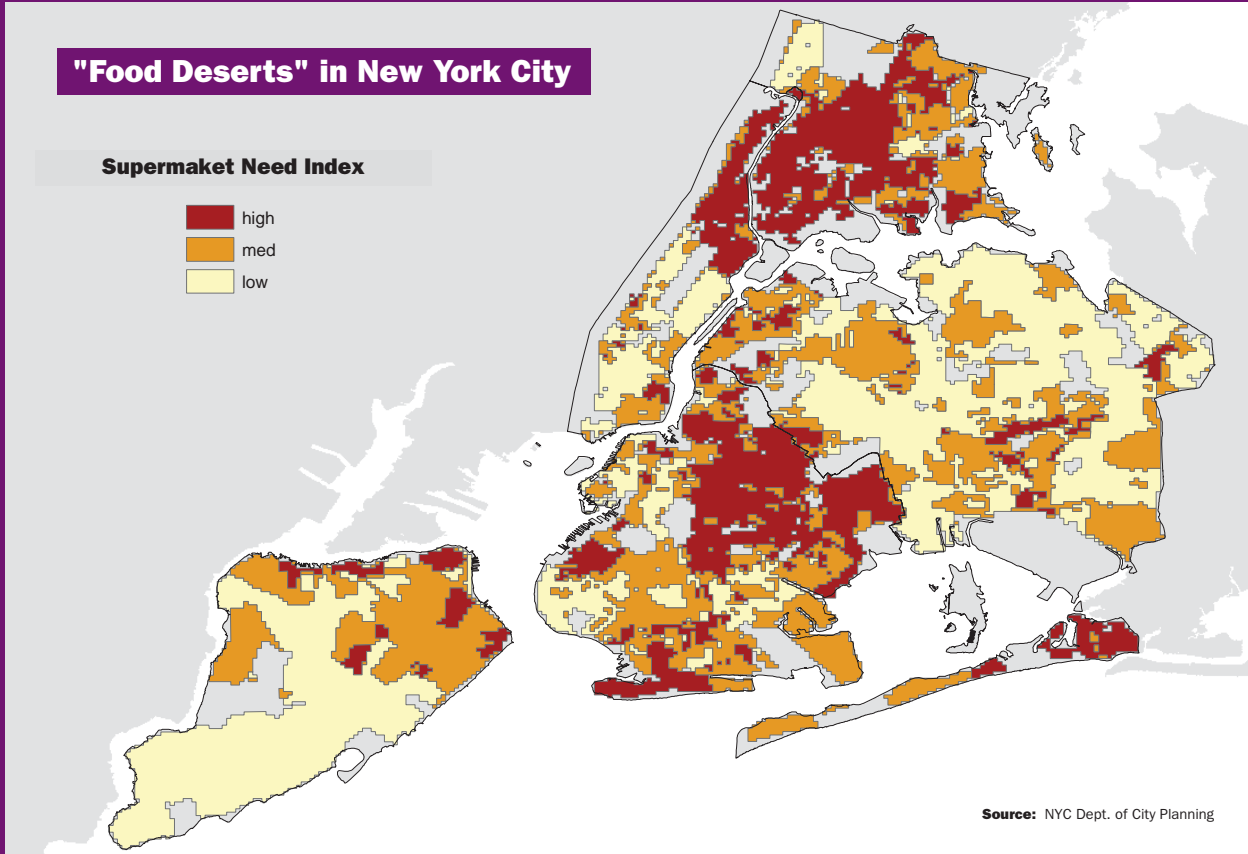 "Food Deserts" in New York City
Supermaket Need Index
high
med
low
Source: NYC Dept. of City Planning